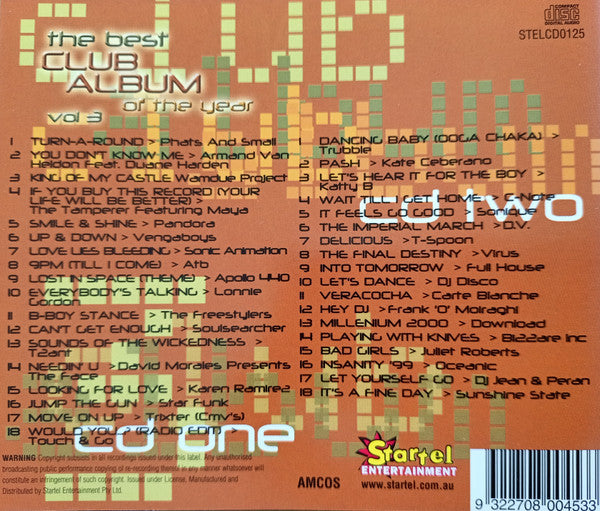 the best
CLUB
ALBUM
of the year
vol 3
COMPACT
disc
DIGITAL AUDIO
STELCD0125
1 TURN-A-ROUND > Phats And Small
2 YOU DON'T KNOW ME > Armand Van
Heldon Feat. Duane Harden
3 KING OF MY CASTLE Wamdue Project
4 IF YOU BUY THIS RECORD (YOUR
LIFE WILL BE BETTER) >
The Tamperer Featuring Maya
5 SMILE & SHINE > Pandora
6 UP & DOWN > Vengaboys
7 LOVE LIES BLEEDING > Sonic Animation
8 9PM (TILL I COME) > Atb
9 LOST IN SPACE (THEME) > Apollo 440
10 EVERYBODY'S TALKING > Lonnie
Gordon
11 B-BOY STANCE > The Freestylers
12 CAN'T GET ENOUGH > Soulsearcher
13 SOUNDS OF THE WICKEDNESS >
Tzant
14 NEEDIN' U > David Morales Presents
The Face
15 LOOKING FOR LOVE > Karen Ramirez
16 JUMP THE GUN > Star Funk
17 MOVE ON UP > Trixter (Cmv's)
18 WOULD YOU? (RADIO EDIT) >
Touch & Go
cd one
1 DANCING BABY (OOGA CHAKA) >
Trubble
2 PASH > Kate Ceberano
3 LET'S HEAR IT FOR THE BOY >
Katty B
4 WAIT TILL I GET HOME > C-Note
5 IT FEELS GO GOOD > Sonique
6 THE IMPERIAL MARCH > D.V.
7 DELICIOUS > T-Spoon
8 THE FINAL DESTINY > Virus
9 INTO TOMORROW > Full House
10 LET'S DANCE > DJ Disco
11 VERACOCHA > Carte Blanche
12 HEY DJ > Frank 'O' Moiraghi
13 MILLENIUM 2000 > Download
14 PLAYING WITH KNIVES > Bizzare Inc
15 BAD GIRLS > Juliet Roberts
16 INSANITY '99 > Oceanic
17 LET YOURSELF GO > DJ Jean & Peran
18 IT'S A FINE DAY > Sunshine State
cd two
WARNING Copyright subsists in all recordings issued under this label. Any unauthorised
broadcasting public performance copying of re-recording thereof in any manner whatsoever will
constitute an infringement of such copyright. Issued under License, Manufactured and
Distributed by Startel Entertainment Pty Ltd.
AMCOS
Startel
ENTERTAINMENT
www.startel.com.au
9 322708 004533